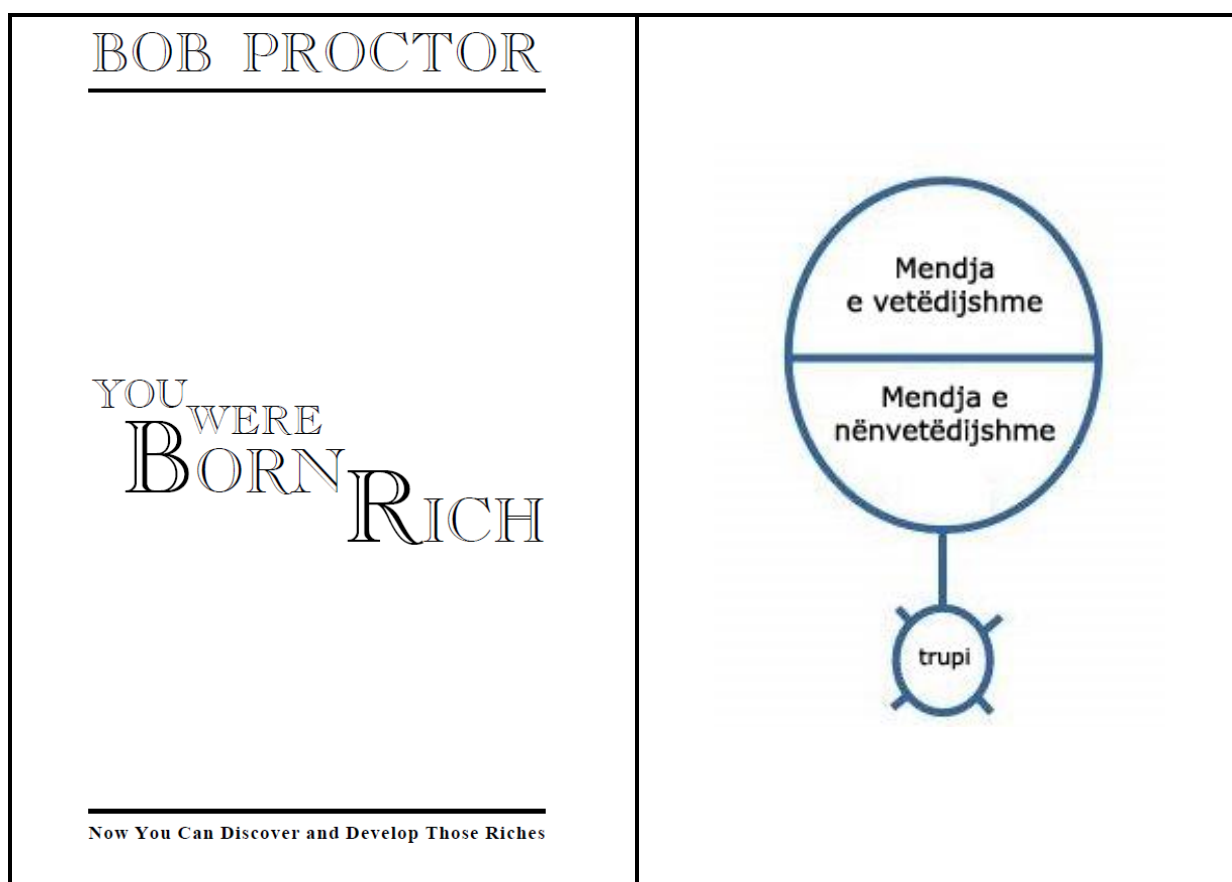 BOB PROCTOR
YOU
WERE
BORN
RICH
Now You Can Discover and Develop Those Riches
Mendja
e vetëdijshme
Mendja e
nënvetëdijshme
trupi